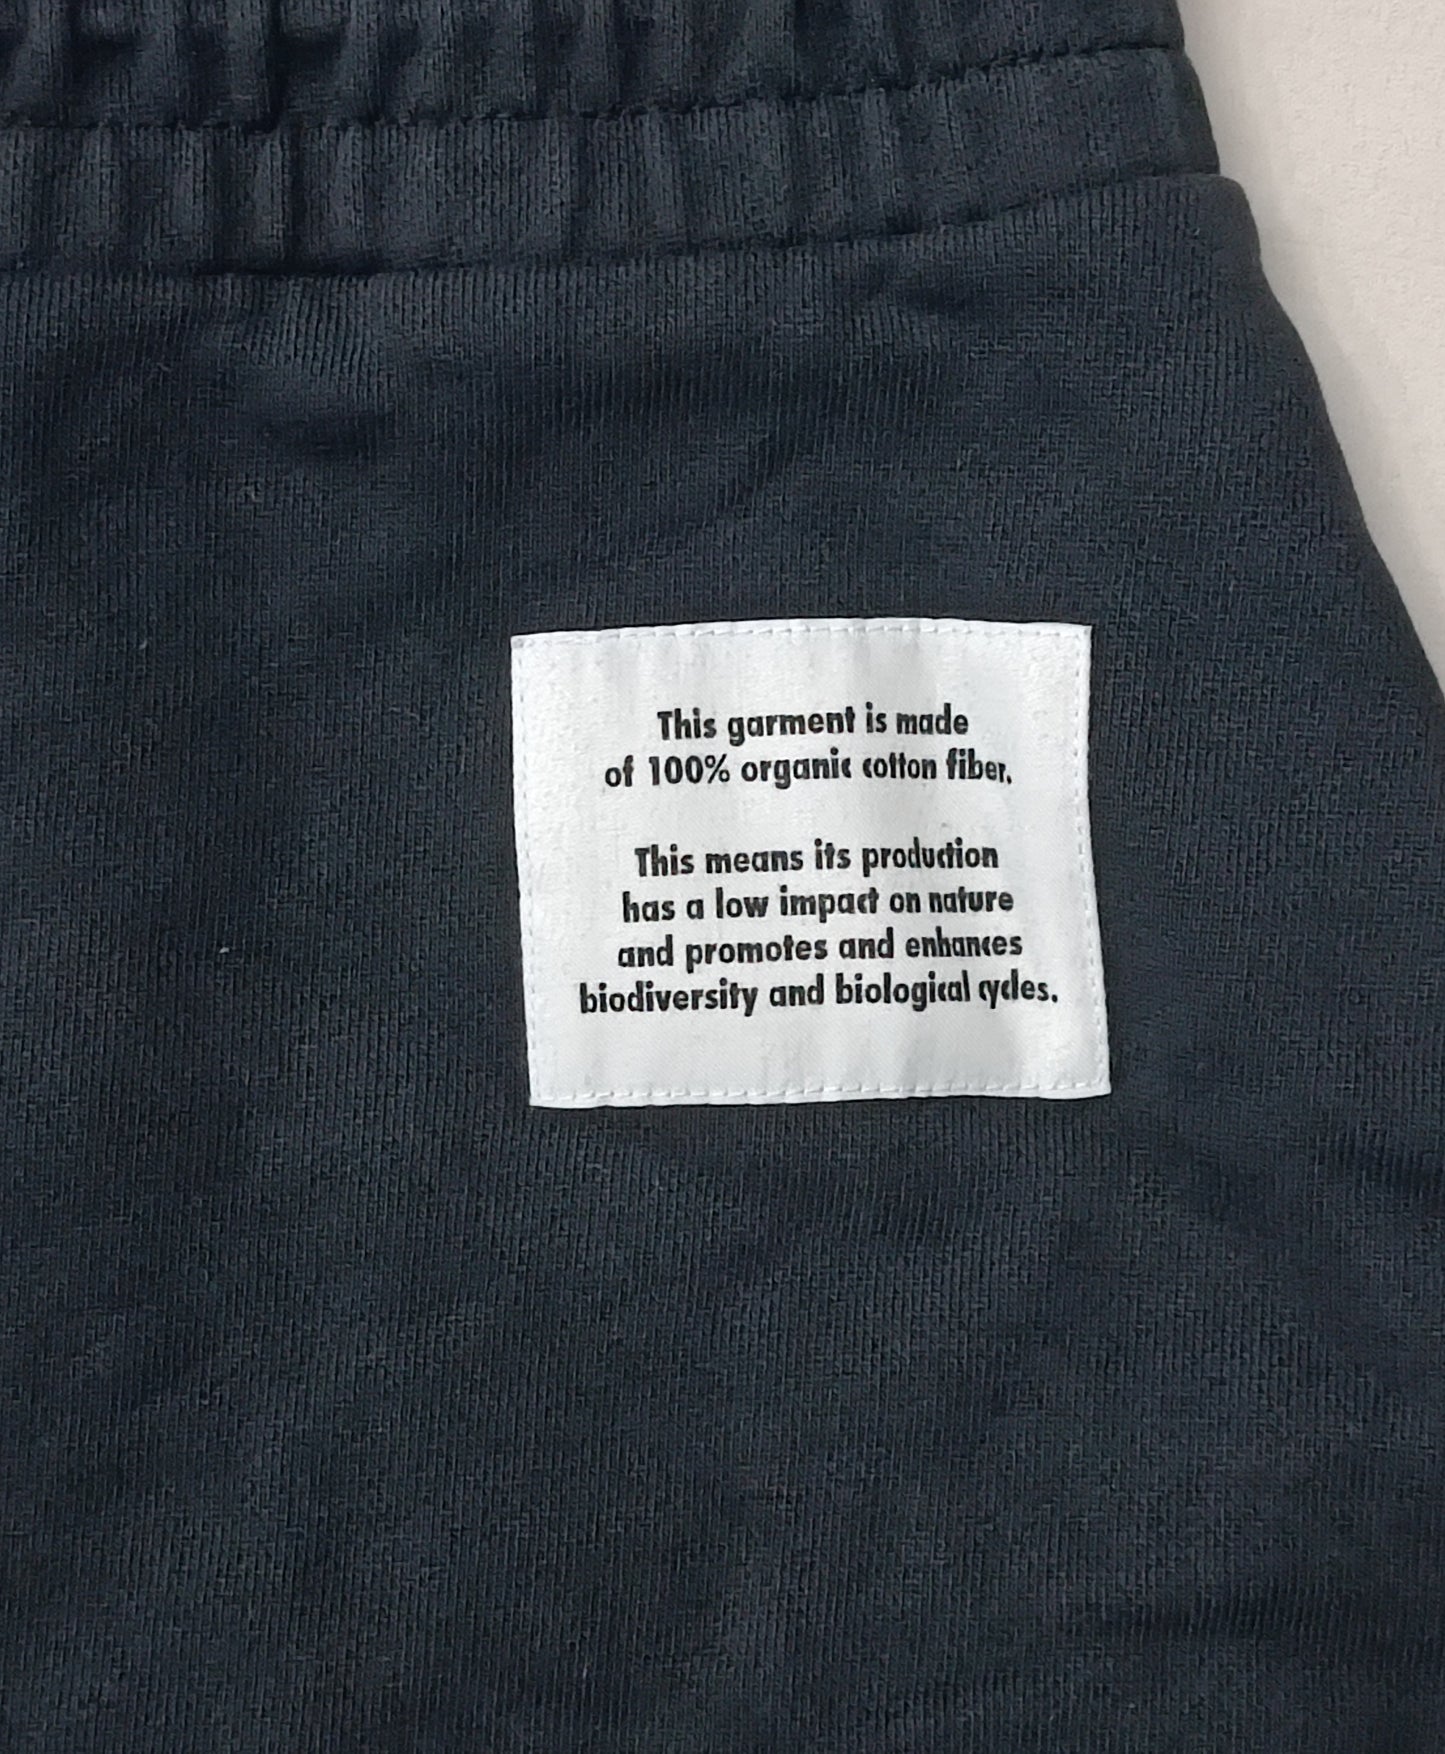 This garment is made
of 100% organic cotton fiber.
This means its production
has a low impact on nature
and promotes and enhances
biodiversity and biological cycles.